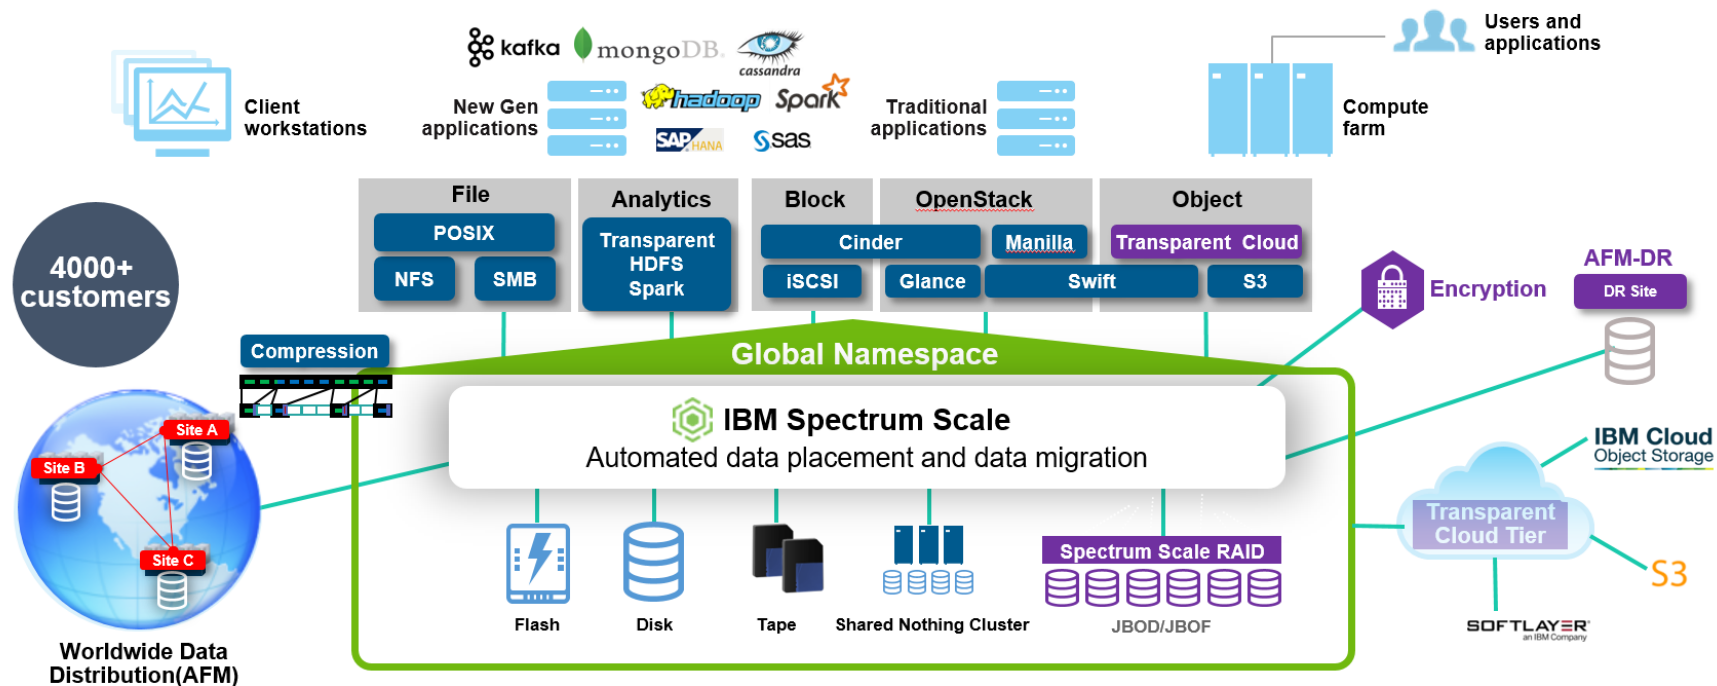 kafka
mongoDB.
cassandra
hadoop
Spark
SAP HANA
sas
Users and
applications
Client
workstations
New Gen
applications
Traditional
applications
Compute
farm
4000+
customers
File
POSIX
NFS
SMB
Analytics
Transparent
HDFS
Spark
Block
OpenStack
Object
Cinder
Manilla
Transparent Cloud
iSCSI
Glance
Swift
S3
Encryption
AFM-DR
DR Site
Compression
Global Namespace
IBM Spectrum Scale
Automated data placement and data migration
Site A
Site B
Site C
Worldwide Data
Distribution(AFM)
Flash
Disk
Tape
Shared Nothing Cluster
Spectrum Scale RAID
JBOD/JBOF
IBM Cloud
Object Storage
Transparent
Cloud Tier
S3
SOFTLAYER
an IBM Company